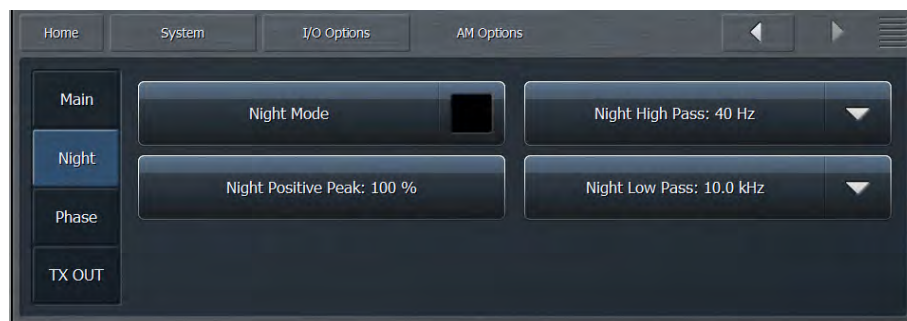 Home System I/O Options AM Options
Main
Night Mode Night High Pass: 40 Hz
Night
Night Positive Peak: 100 % Night Low Pass: 10.0 kHz
Phase
TX OUT